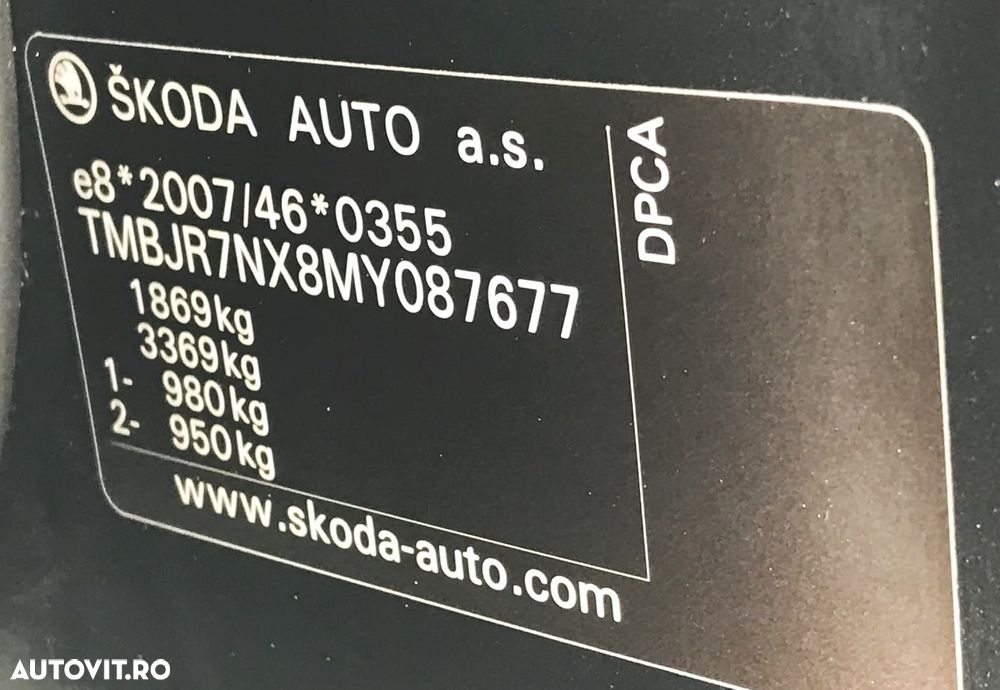 ŠKODA AUTO a.s.
e8*2007/46*0355
TMBJR7NX8MY087677
1869kg
3369kg
1- 980kg
2- 950kg
www.skoda-auto.com
DPCA
AUTOVIT.RO